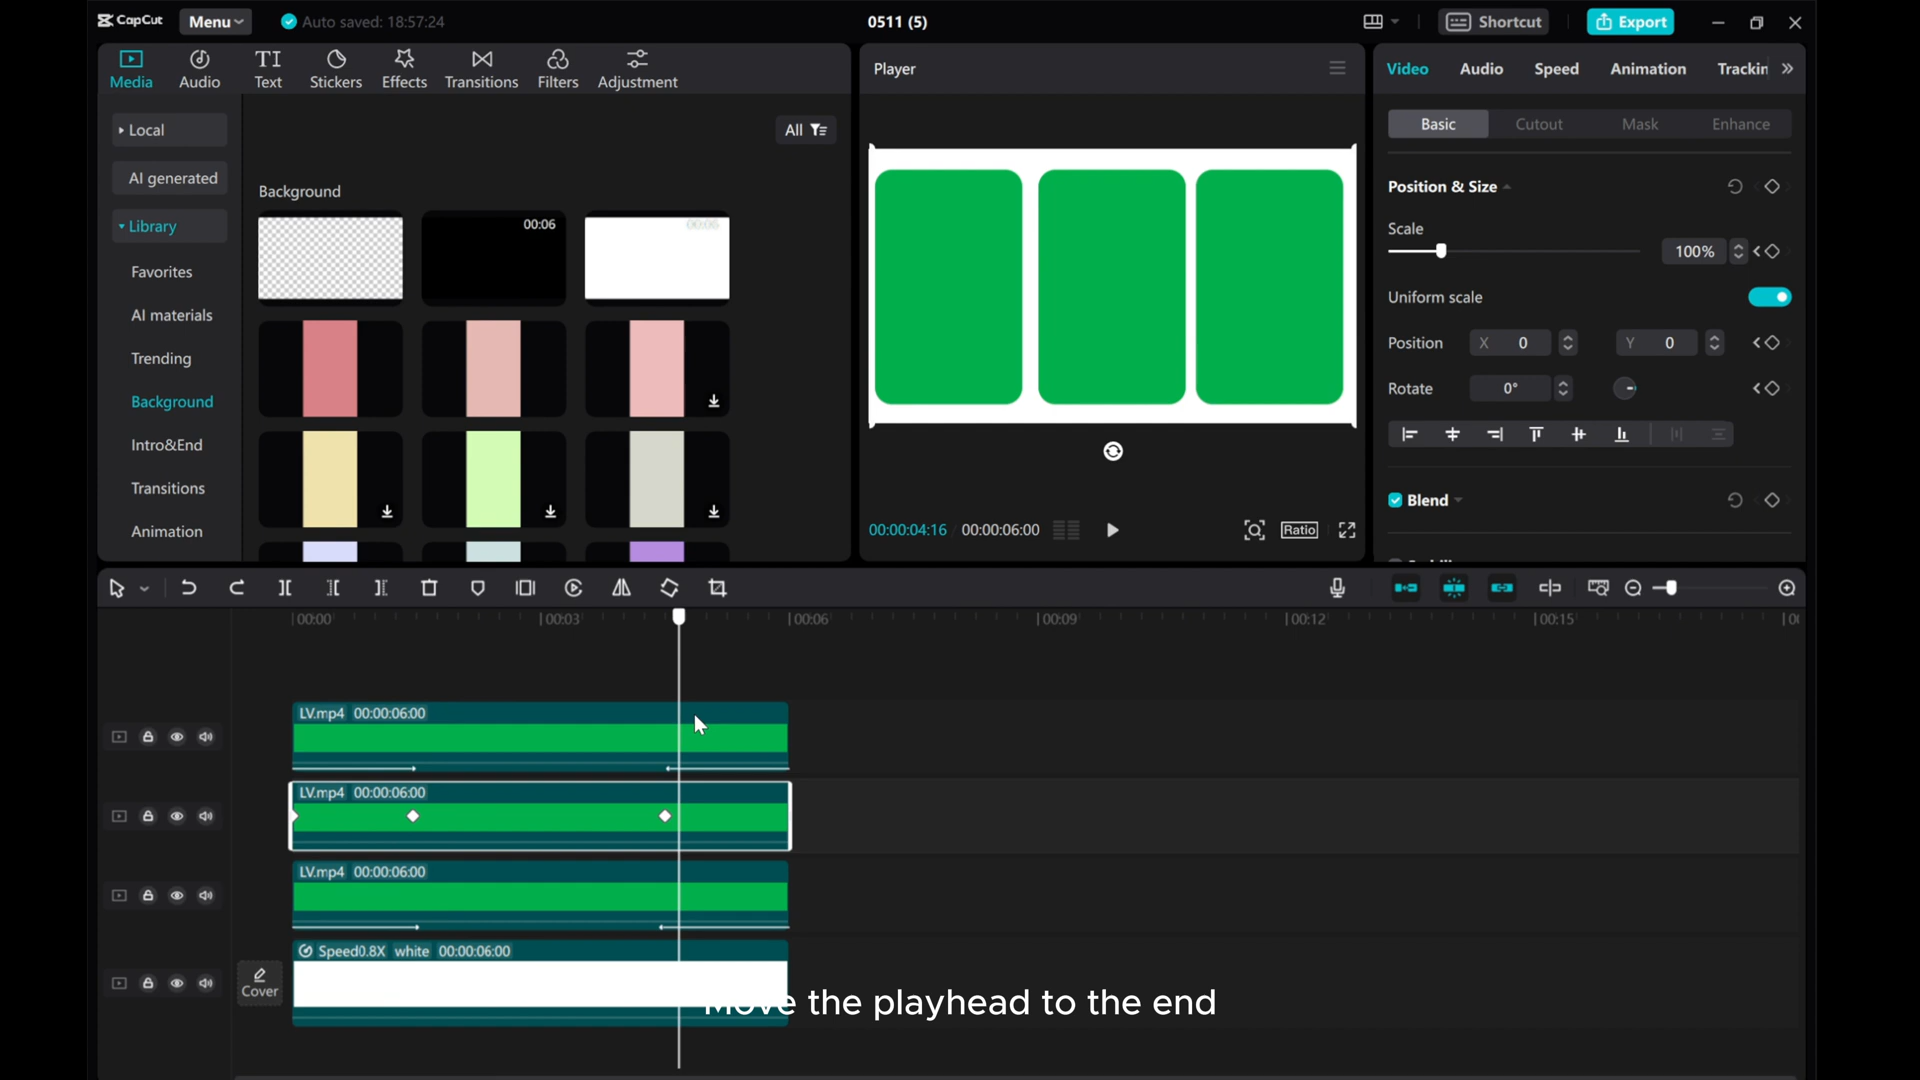 CapCut
Menu
Auto saved: 18:57:24
0511 (5)
Shortcut
Export
Media
Audio
TI
Text
Stickers
Effects
Transitions
Filters
Adjustment
Local
AI generated
Library
Favorites
AI materials
Trending
Background
Intro&End
Transitions
Animation
All
Background
00:06
Player
00:00:04:16
00:00:06:00
Ratio
Video
Audio
Speed
Animation
Trackin
Basic
Cutout
Mask
Enhance
Position & Size
Scale
100%
Uniform scale
Position
X 0
Y 0
Rotate
0°
Blend
00:00
00:03
00:06
00:09
00:12
00:15
LV.mp4 00:00:06:00
LV.mp4 00:00:06:00
LV.mp4 00:00:06:00
Cover
Speed0.8X white 00:00:06:00
Move the playhead to the end